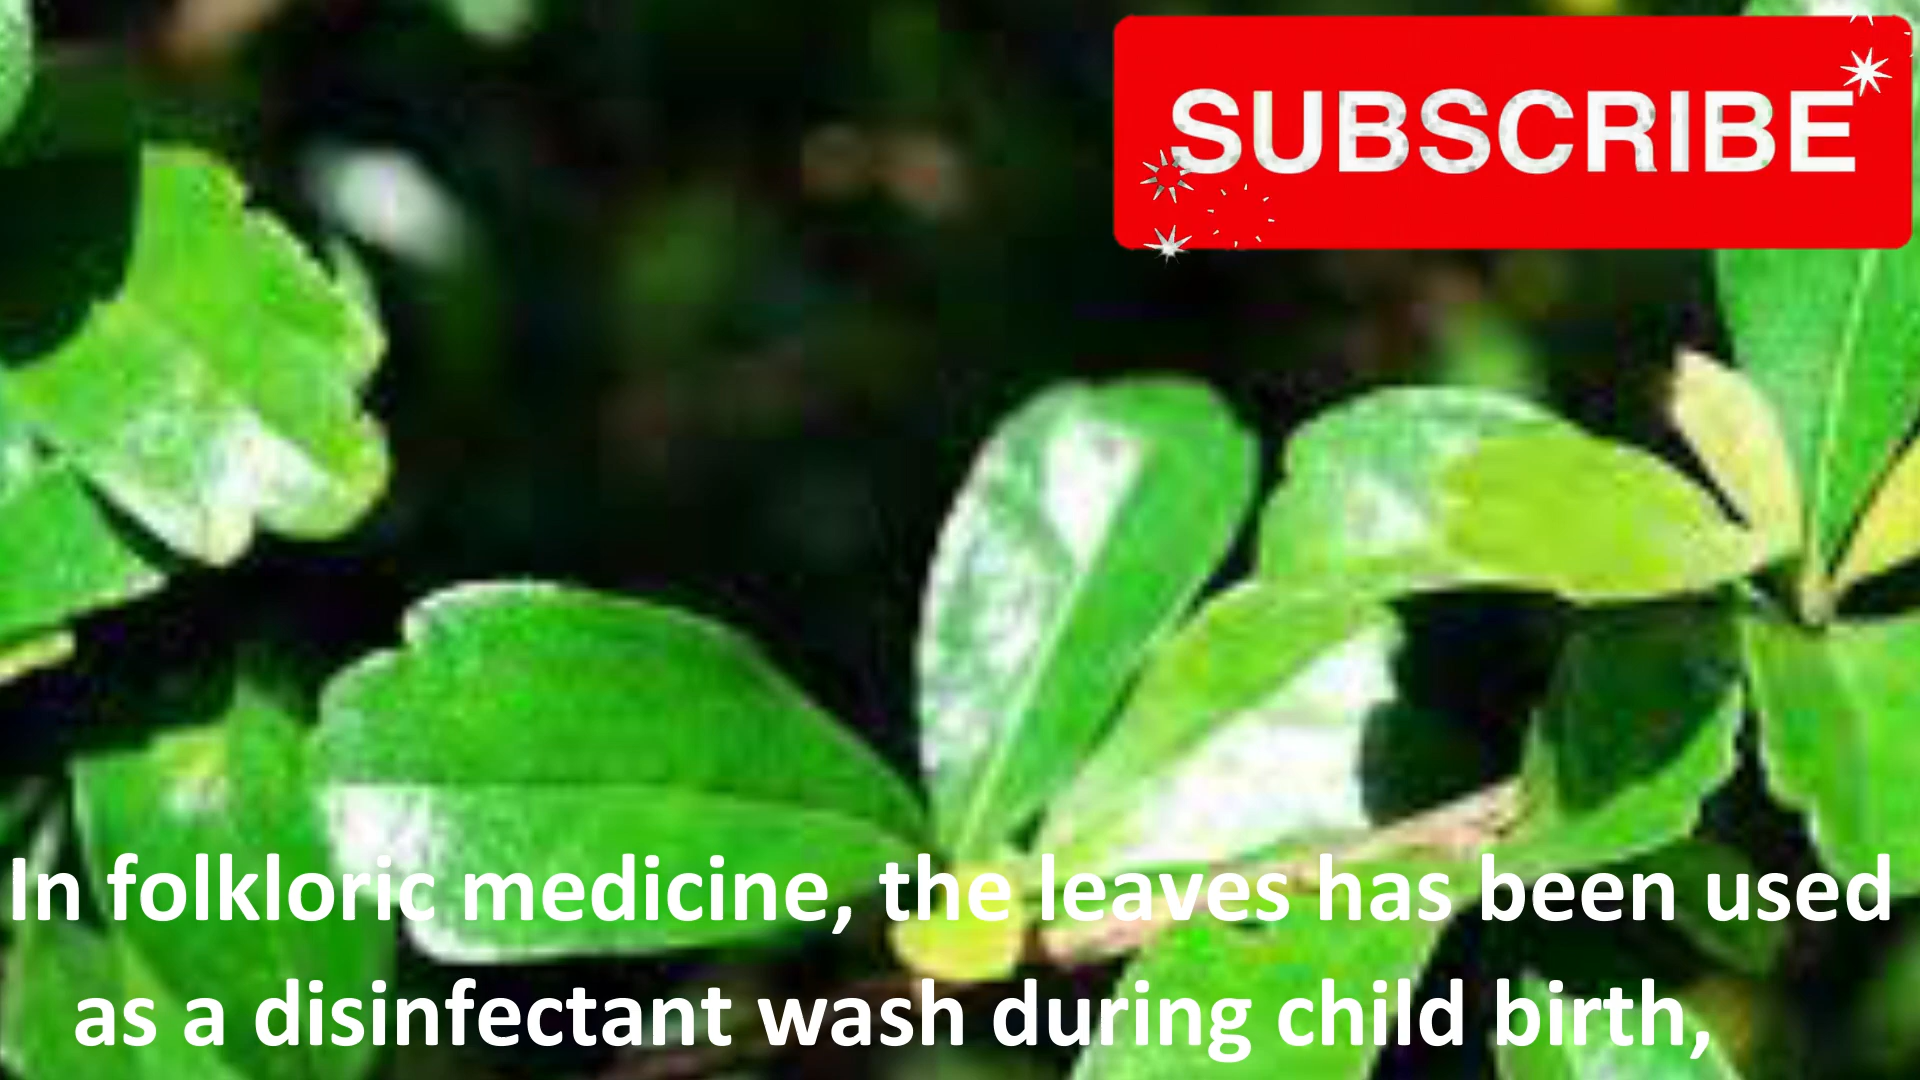 SUBSCRIBE
In folkloric medicine, the leaves has been used
as a disinfectant wash during child birth,